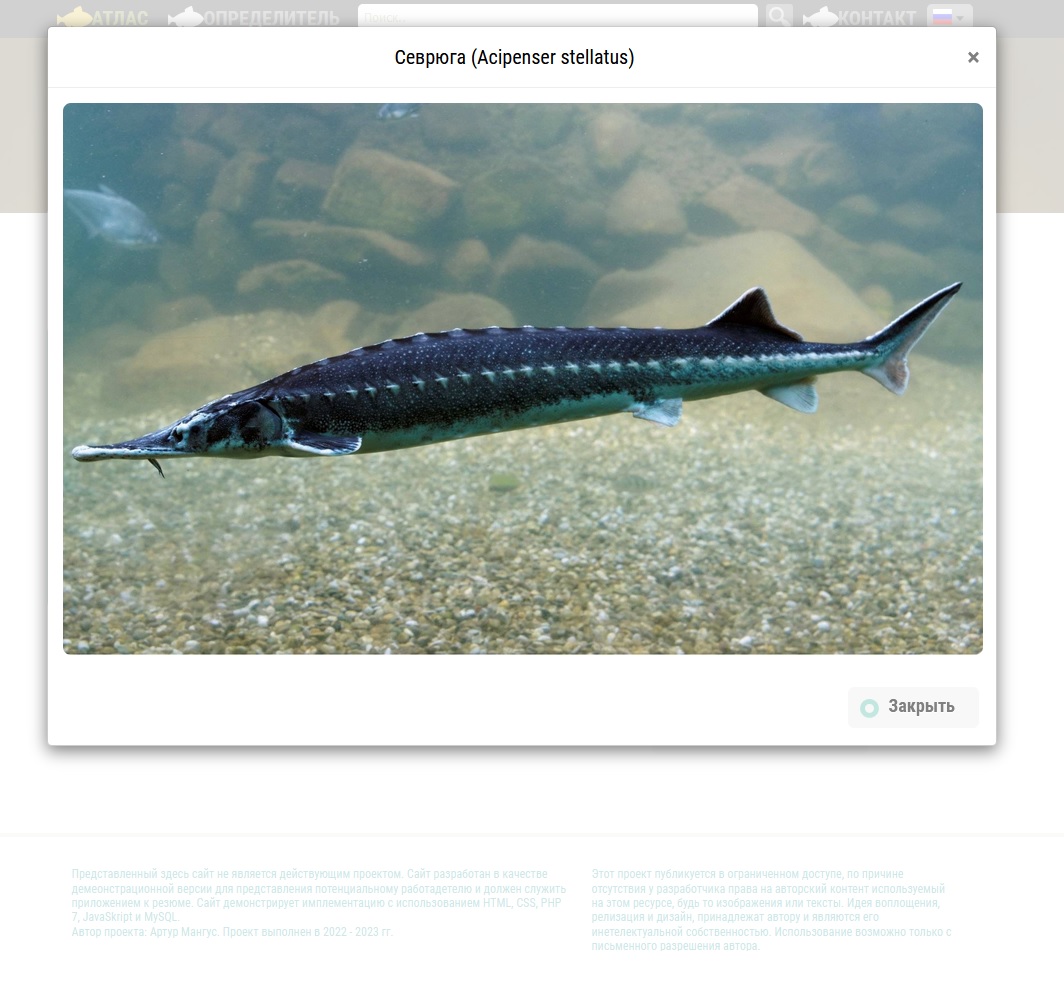 АТЛАС
ОПРЕДЕЛИТЕЛЬ
Поиск...
КОНТАКТ
Севрюга (Acipenser stellatus)
×
Закрыть
Представленный здесь сайт не является действующим проектом. Сайт разработан в качестве
демеонстрационной версии для представления потенциальному работадетелю и должен служить
приложением к резюме. Сайт демонстрирует имплементацию с использованием HTML, CSS, PHP
7, JavaSkript и MySQL.
Автор проекта: Артур Мангус. Проект выполнен в 2022 - 2023 гг.
Этот проект публикуется в ограниченном доступе, по причине
отсутствия у разработчика права на авторский контент используемый
на этом ресурсе, будь то изображения или тексты. Идея воплощения,
релизация и дизайн, принадлежат автору и являются его
инетелектуальной собственностью. Использование возможно только с
письменного разрешения автора.